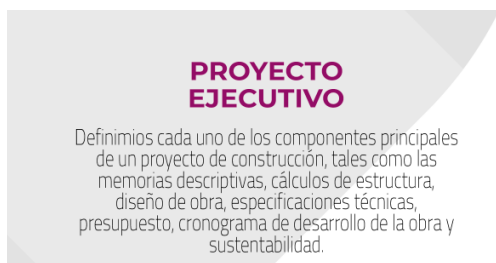 PROYECTO
EJECUTIVO
Definimios cada uno de los componentes principales
de un proyecto de construcción, tales como las
memorias descriptivas, cálculos de estructura,
diseño de obra, especificaciones técnicas,
presupuesto, cronograma de desarrollo de la obra y
sustentabilidad.